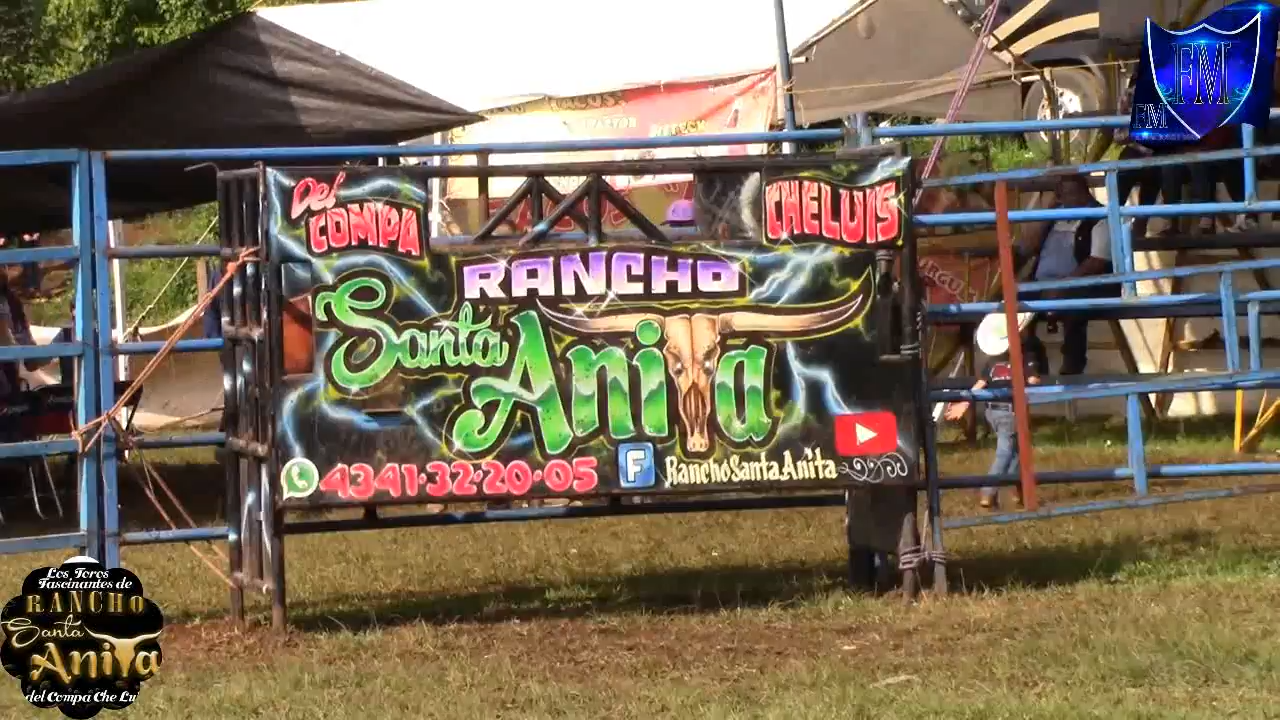 FM
FM
Del
COMPA
CHELUIS
RANCHO
Santa
Anita
4341·32·20·05
F RanchoSantaAnita
Los Toros
Fascinantes de
RANCHO
Santa
Anita
del Compa Che Lu